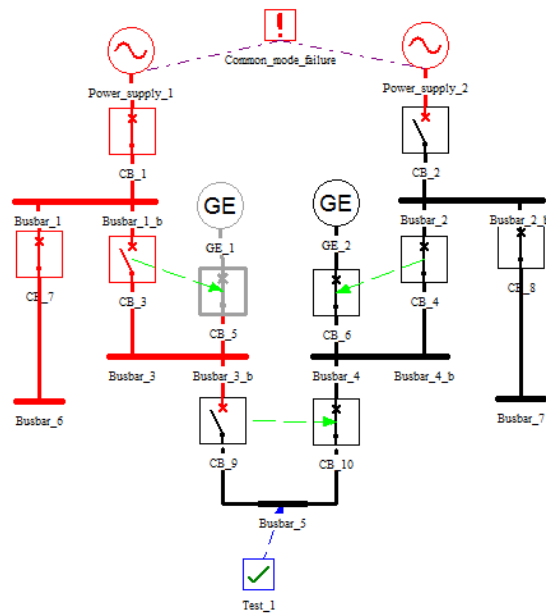 !
Common_mode_failure
Power_supply_1
Power_supply_2
CB_1
CB_2
Busbar_1
Busbar_1_b
GE
GE
Busbar_2
Busbar_2_b
GE_1
GE_2
CB_7
CB_3
CB_5
CB_6
CB_4
CB_8
Busbar_3
Busbar_3_b
Busbar_4
Busbar_4_b
Busbar_6
Busbar_7
CB_9
CB_10
Busbar_5
Test_1